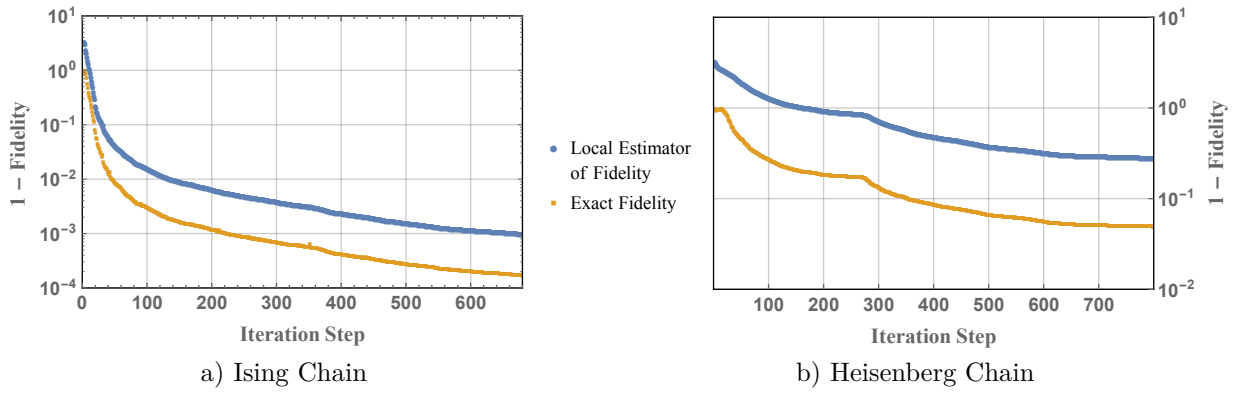 10^1
10^0
10^-1
10^-2
10^-3
10^-4
1 − Fidelity
0 100 200 300 400 500 600
Iteration Step
a) Ising Chain
Local Estimator
of Fidelity
Exact Fidelity
10^1
10^0
10^-1
10^-2
1 − Fidelity
100 200 300 400 500 600 700
Iteration Step
b) Heisenberg Chain